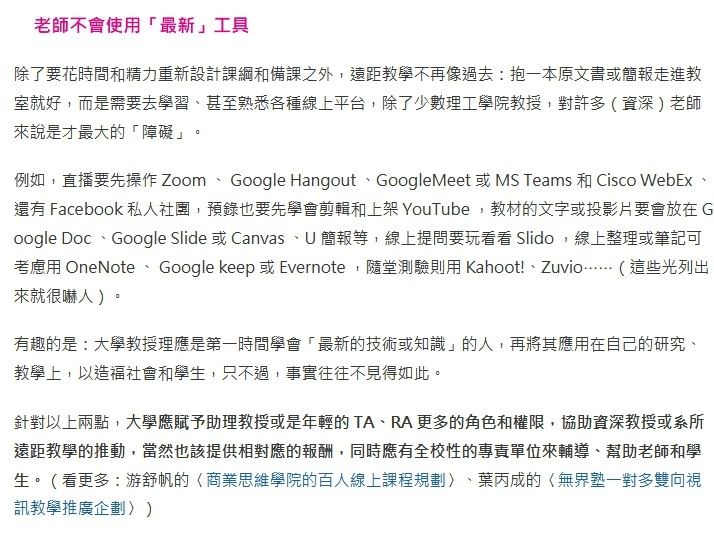 老師不會使用「最新」工具
除了要花時間和精力重新設計課綱和備課之外，遠距教學不再像過去：抱一本原文書或簡報走進教
室就好，而是需要去學習、甚至熟悉各種線上平台，除了少數理工學院教授，對許多（資深）老師
來說是才最大的「障礙」。
例如，直播要先操作 Zoom 、 Google Hangout 、GoogleMeet 或 MS Teams 和 Cisco WebEx 、
還有 Facebook 私人社團，預錄也要先學會剪輯和上架 YouTube ，教材的文字或投影片要會放在 G
oogle Doc 、Google Slide 或 Canvas 、U 簡報等，線上提問要玩看看 Slido ，線上整理或筆記可
考慮用 OneNote 、 Google keep 或 Evernote ，隨堂測驗則用 Kahoot!、Zuvio⋯⋯（這些光列出
來就很嚇人）。
有趣的是：大學教授理應是第一時間學會「最新的技術或知識」的人，再將其應用在自己的研究、
教學上，以造福社會和學生，只不過，事實往往不見得如此。
針對以上兩點，大學應賦予助理教授或是年輕的 TA、RA 更多的角色和權限，協助資深教授或系所
遠距教學的推動，當然也該提供相對應的報酬，同時應有全校性的專責單位來輔導、幫助老師和學
生。（看更多：游舒帆的〈商業思維學院的百人線上課程規劃〉、葉丙成的〈無界塾一對多雙向視
訊教學推廣企劃〉）